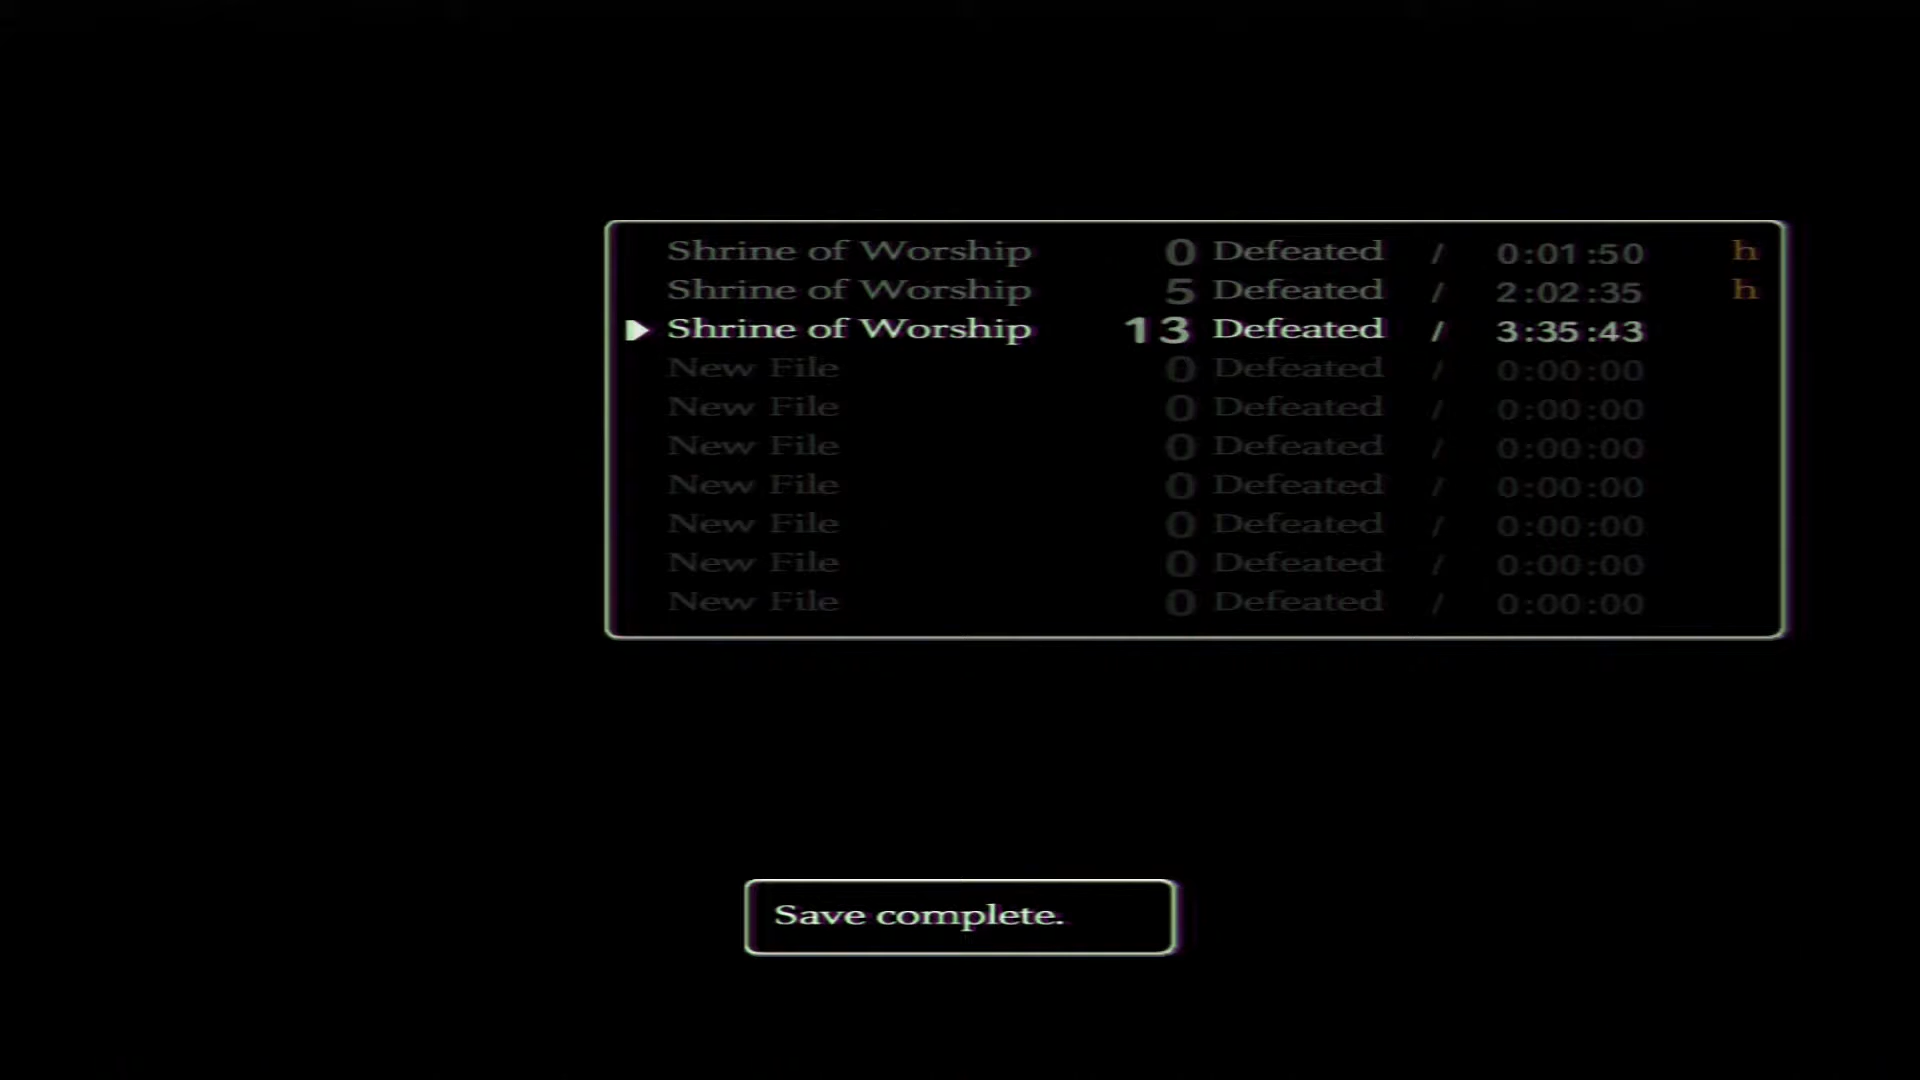 Shrine of Worship 0 Defeated / 0:01:50 h
Shrine of Worship 5 Defeated / 2:02:35 h
Shrine of Worship 13 Defeated / 3:35:43
New File 0 Defeated / 0:00:00
New File 0 Defeated / 0:00:00
New File 0 Defeated / 0:00:00
New File 0 Defeated / 0:00:00
New File 0 Defeated / 0:00:00
New File 0 Defeated / 0:00:00
New File 0 Defeated / 0:00:00
Save complete.